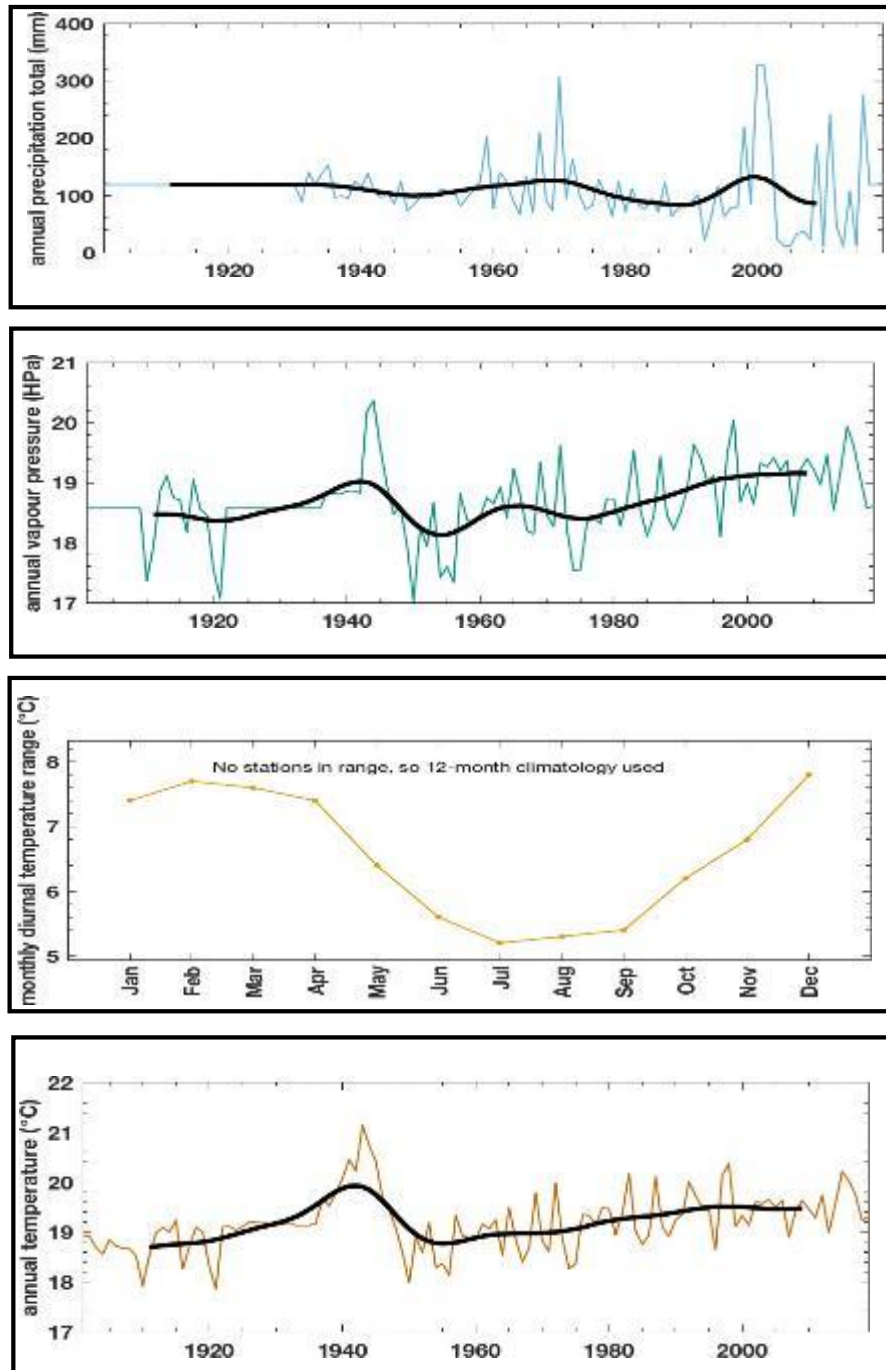 annual precipitation total (mm)
400
300
200
100
0
1920
1940
1960
1980
2000
annual vapour pressure (HPa)
21
20
19
18
17
1920
1940
1960
1980
2000
monthly diurnal temperature range (°C)
No stations in range, so 12-month climatology used
8
7
6
5
Jan
Feb
Mar
Apr
May
Jun
Jul
Aug
Sep
Oct
Nov
Dec
annual temperature (°C)
22
21
20
19
18
17
1920
1940
1960
1980
2000